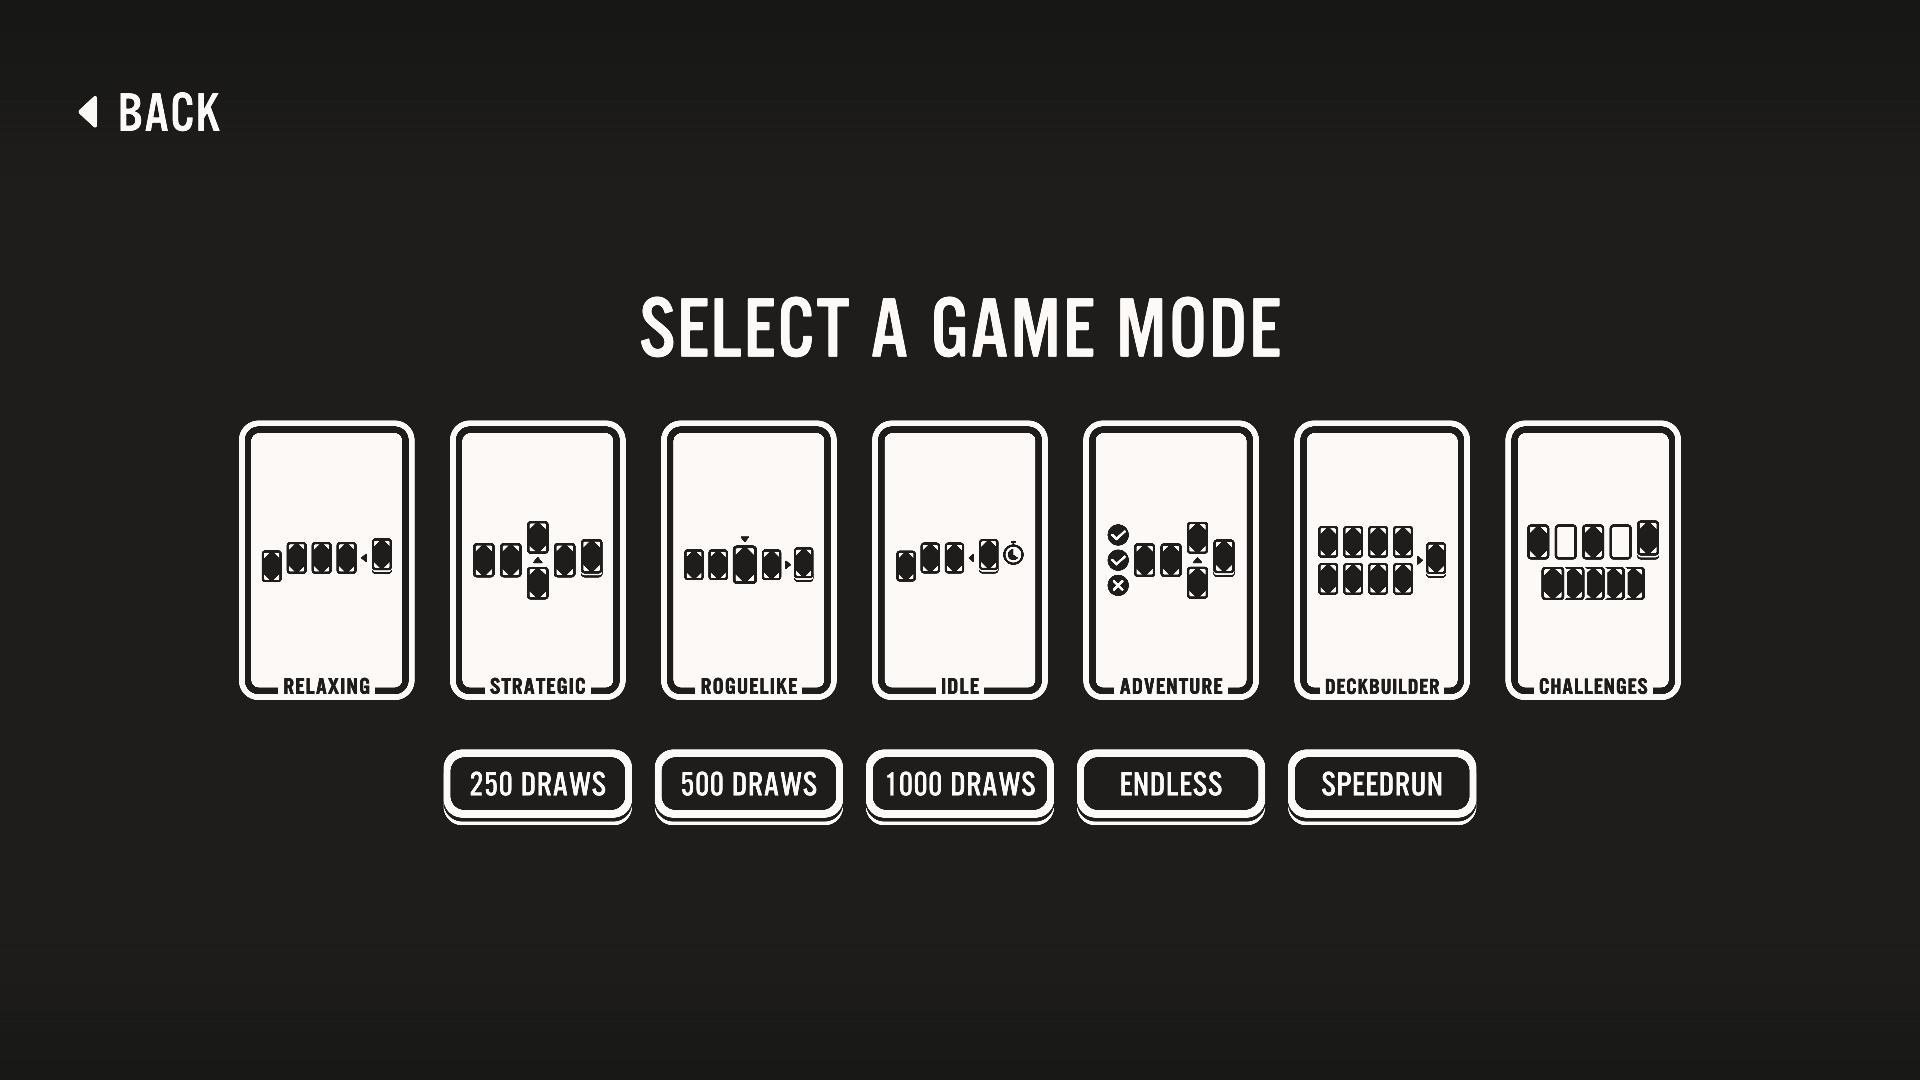 BACK
SELECT A GAME MODE
RELAXING
STRATEGIC
ROGUELIKE
IDLE
ADVENTURE
DECKBUILDER
CHALLENGES
250 DRAWS
500 DRAWS
1000 DRAWS
ENDLESS
SPEEDRUN